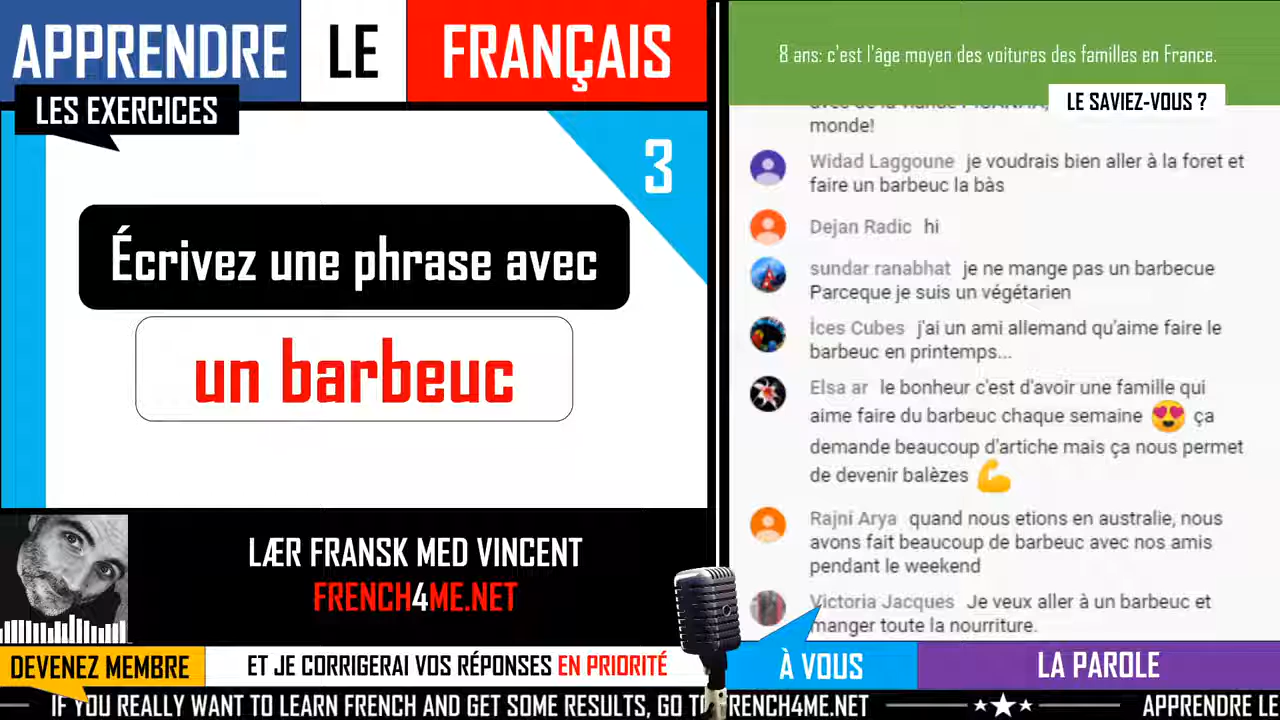 APPRENDRE LE FRANÇAIS
LES EXERCICES
3
Écrivez une phrase avec
un barbeuc
LÆR FRANSK MED VINCENT
FRENCH4ME.NET
DEVENEZ MEMBRE
ET JE CORRIGERAI VOS RÉPONSES EN PRIORITÉ
8 ans: c'est l'âge moyen des voitures des familles en France.
LE SAVIEZ-VOUS ?
monde!
Widad Laggoune je voudrais bien aller à la foret et
faire un barbeuc la bàs
Dejan Radic hi
sundar ranabhat je ne mange pas un barbecue
Parceque je suis un végétarien
İces Cubes j'ai un ami allemand qu'aime faire le
barbeuc en printemps...
Elsa ar le bonheur c'est d'avoir une famille qui
aime faire du barbeuc chaque semaine 😍 ça
demande beaucoup d'artiche mais ça nous permet
de devenir balèzes 💪
Rajni Arya quand nous etions en australie, nous
avons fait beaucoup de barbeuc avec nos amis
pendant le weekend
Victoria Jacques Je veux aller à un barbeuc et
manger toute la nourriture.
À VOUS
LA PAROLE
IF YOU REALLY WANT TO LEARN FRENCH AND GET SOME RESULTS, GO T FRENCH4ME.NET
APPRENDRE LE